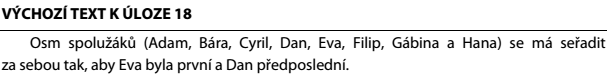 VÝCHOZÍ TEXT K ÚLOZE 18
Osm spolužáků (Adam, Bára, Cyril, Dan, Eva, Filip, Gábina a Hana) se má seřadit
za sebou tak, aby Eva byla první a Dan předposlední.